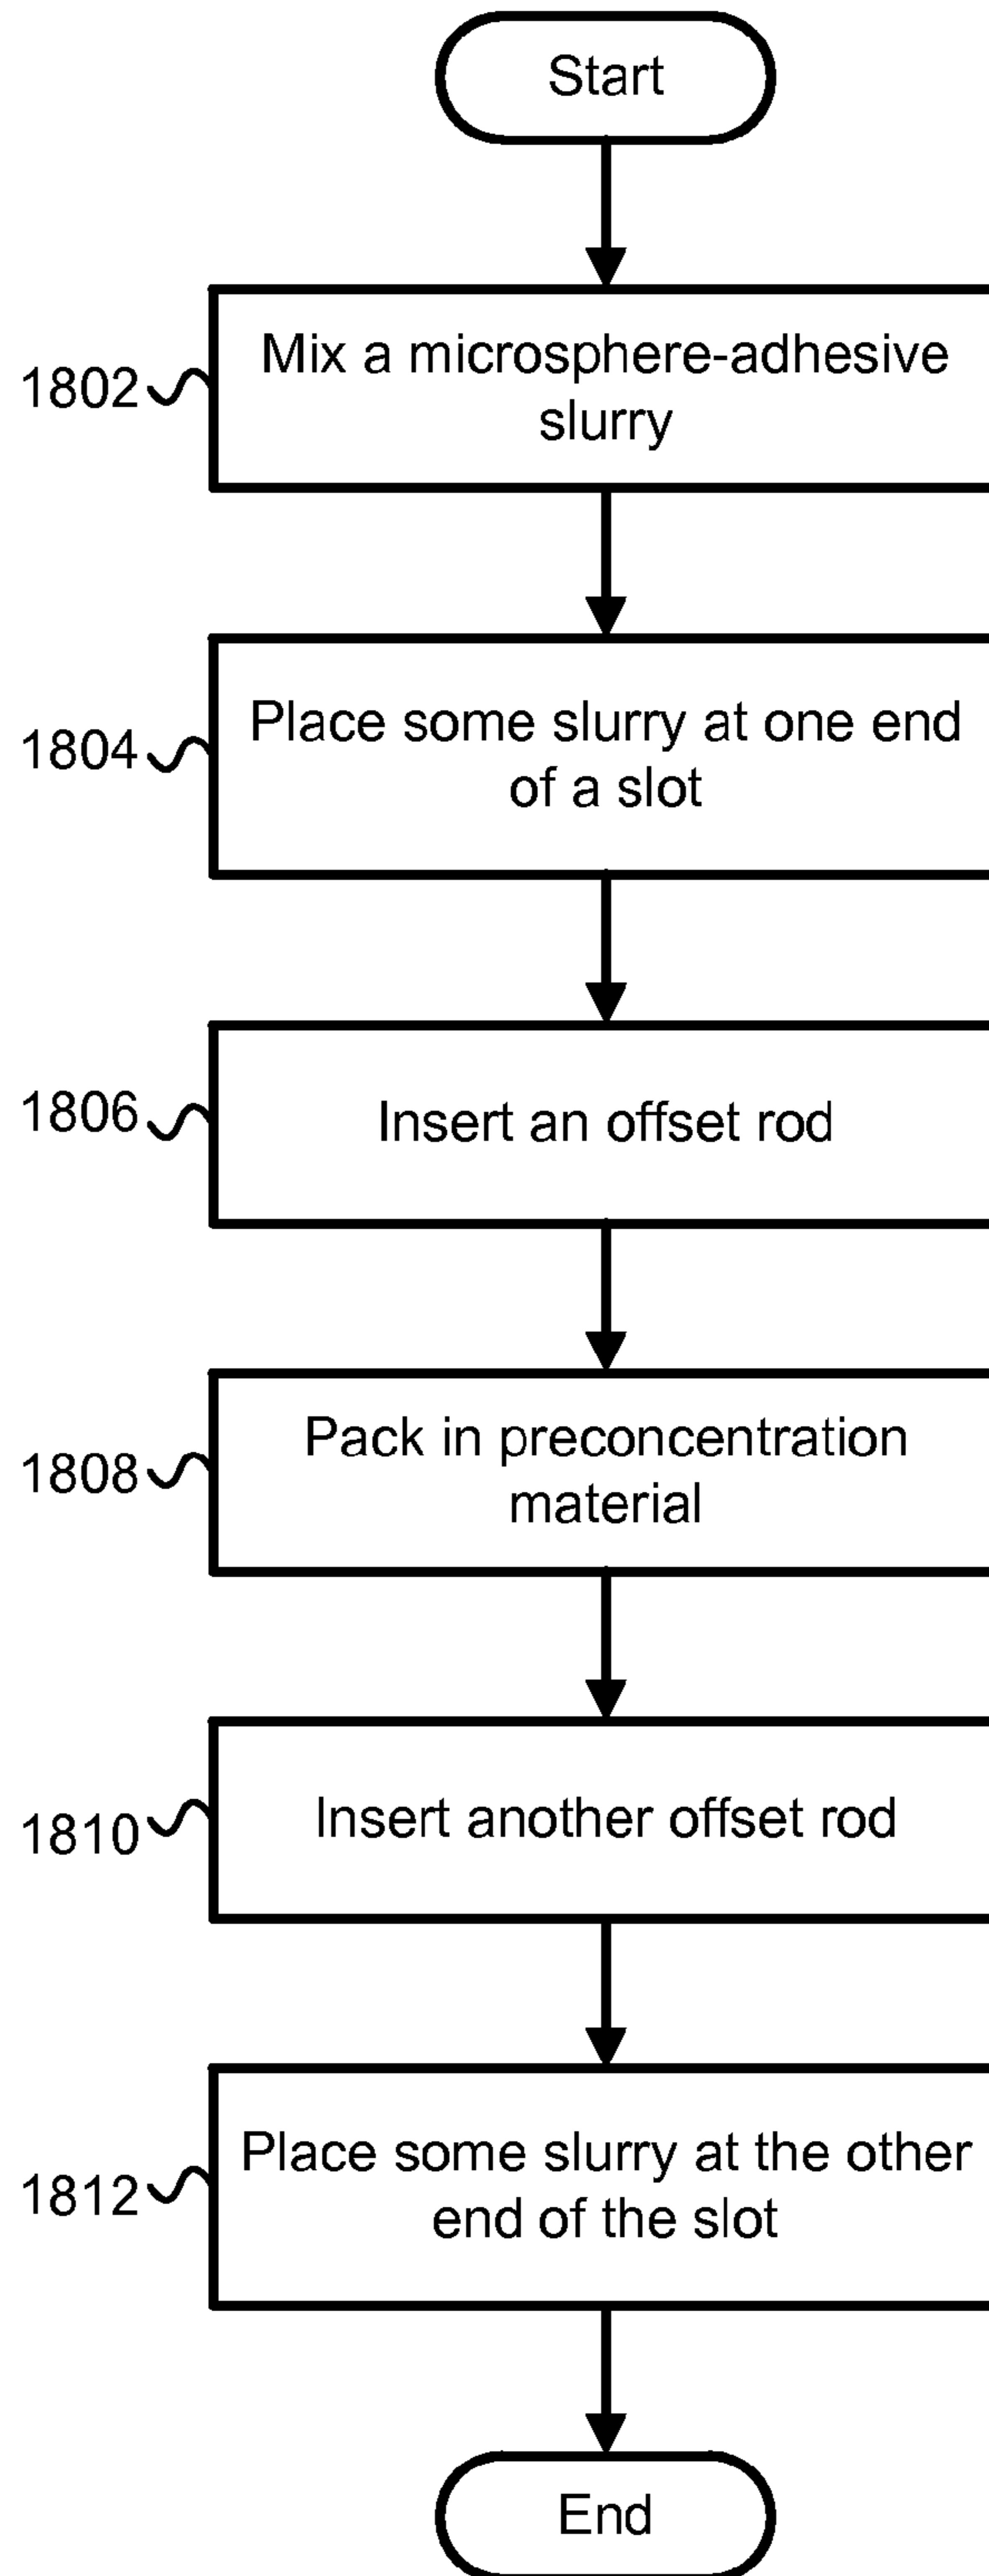 Start
Mix a microsphere-adhesive
slurry
1802
Place some slurry at one end
of a slot
1804
Insert an offset rod
1806
Pack in preconcentration
material
1808
Insert another offset rod
1810
Place some slurry at the other
end of the slot
1812
End